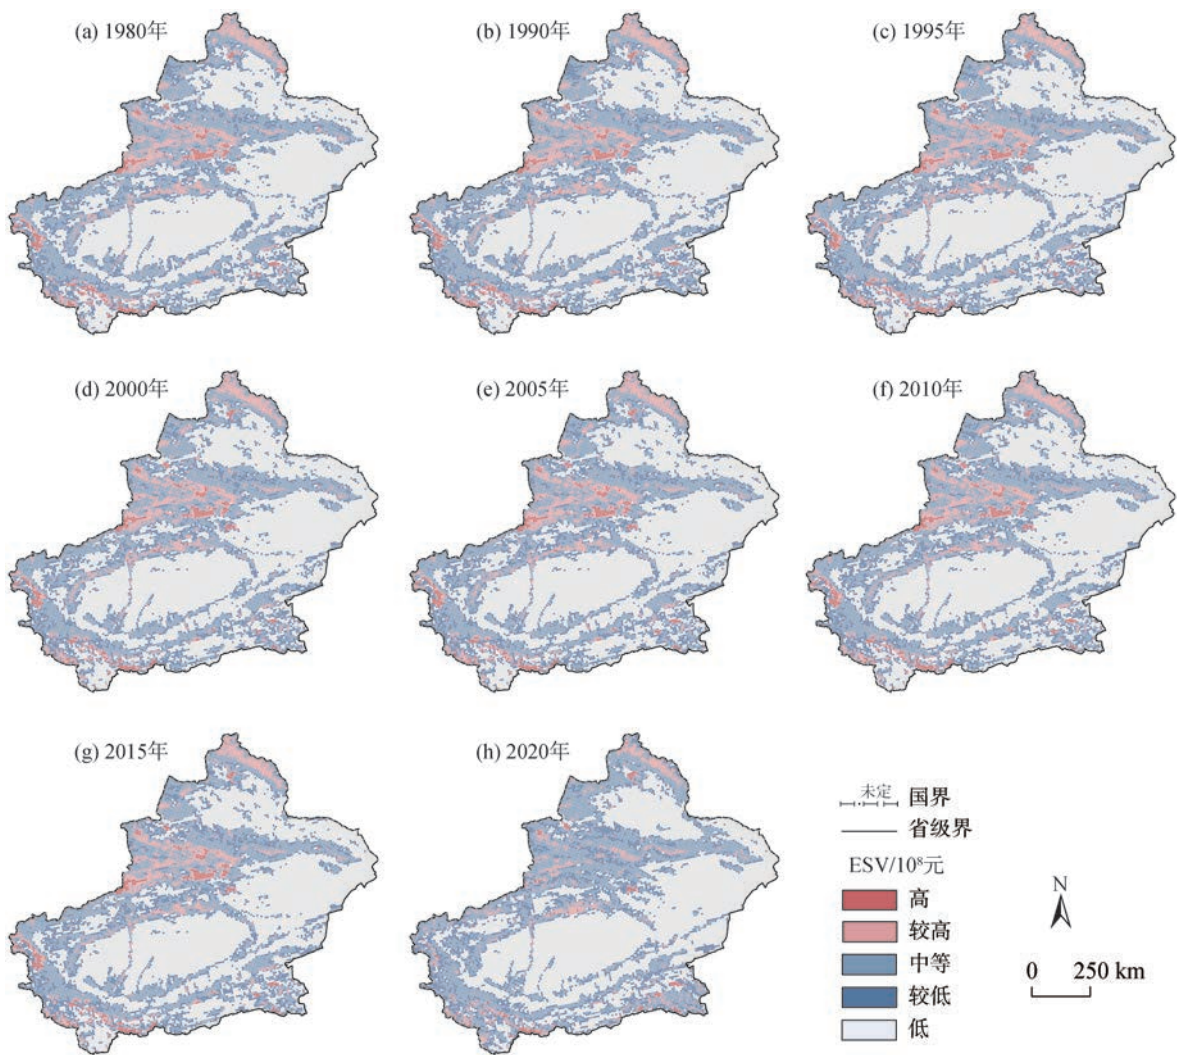 (a) 1980年
(b) 1990年
(c) 1995年
(d) 2000年
(e) 2005年
(f) 2010年
(g) 2015年
(h) 2020年
未定
国界
省级界
ESV/10⁸元
高
较高
中等
较低
低
N
0 250 km